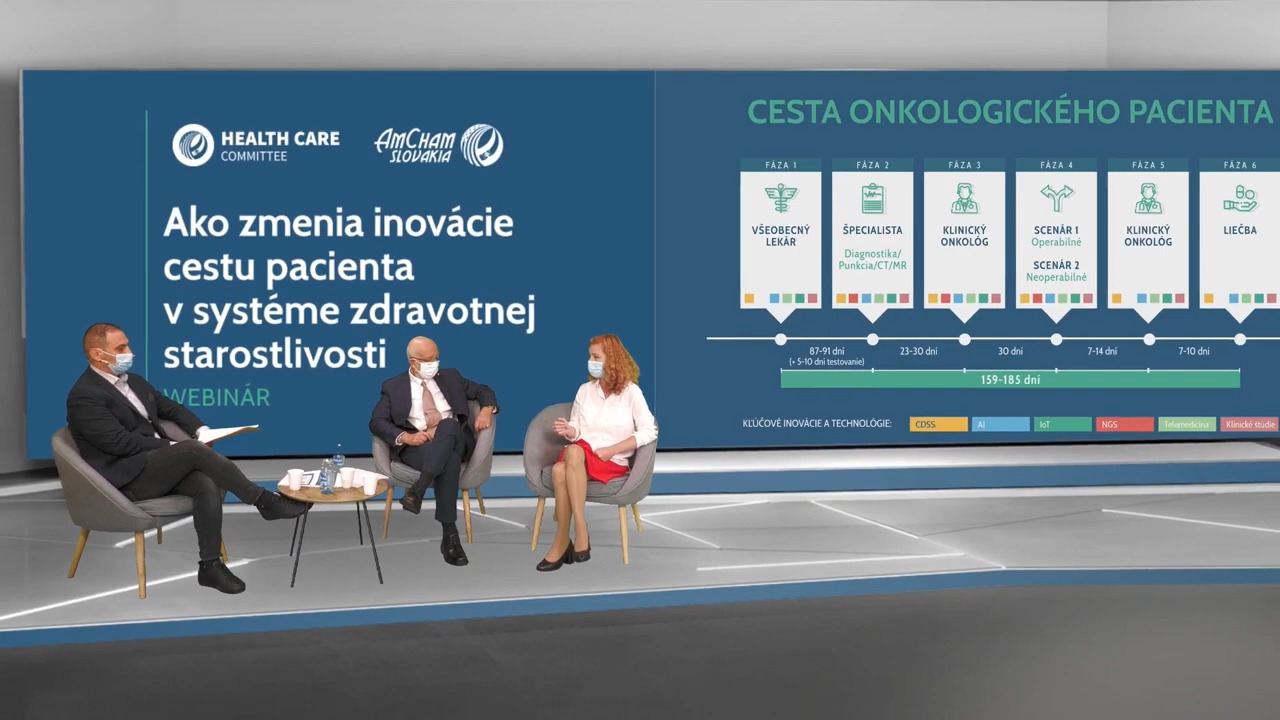 HEALTH CARE
COMMITTEE
AMCHAM
SLOVAKIA
Ako zmenia inovácie
cestu pacienta
v systéme zdravotnej
starostlivosti
WEBINÁR
CESTA ONKOLOGICKÉHO PACIENTA
FÁZA 1
VŠEOBECNÝ
LEKÁR
FÁZA 2
ŠPECIALISTA
Diagnostika/
Punkcia/CT/MR
FÁZA 3
KLINICKÝ
ONKOLÓG
FÁZA 4
SCENÁR 1
Operabilné
SCENÁR 2
Neoperabilné
FÁZA 5
KLINICKÝ
ONKOLÓG
FÁZA 6
LIEČBA
87-91 dní
(+ 5-10 dní testovanie)
23-30 dní
30 dní
7-14 dní
7-10 dní
159-185 dní
KĽÚČOVÉ INOVÁCIE A TECHNOLÓGIE:
CDSS
AI
IoT
NGS
Telemedicína
Klinické štúdie